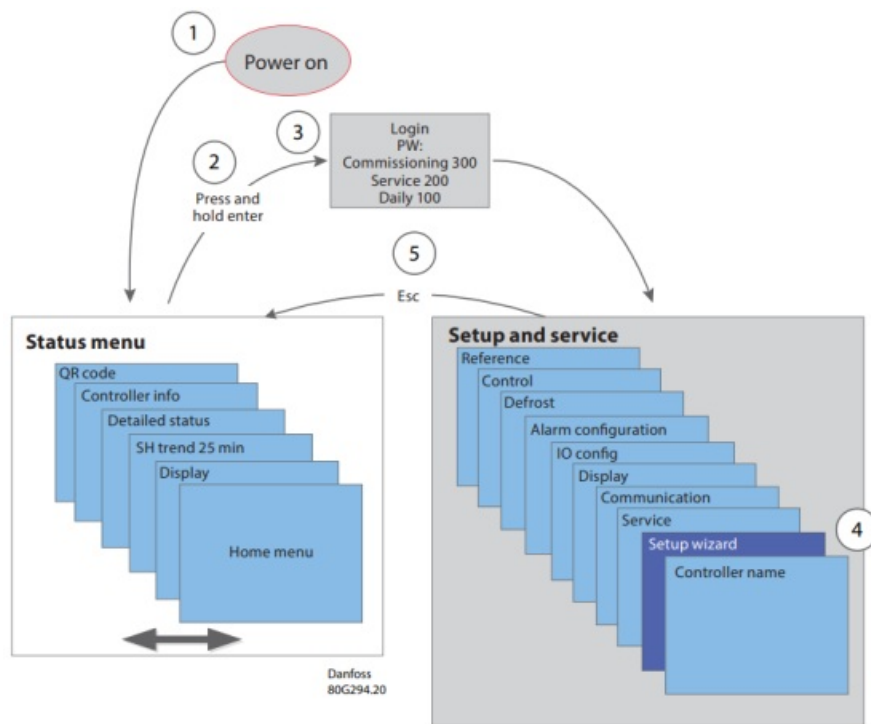 1
Power on
3
Login
PW:
Commissioning 300
Service 200
Daily 100
2
Press and
hold enter
5
Esc
Status menu
QR code
Controller info
Detailed status
SH trend 25 min
Display
Home menu
Danfoss
80G294.20
Setup and service
Reference
Control
Defrost
Alarm configuration
IO config
Display
Communication
Service
Setup wizard
4
Controller name